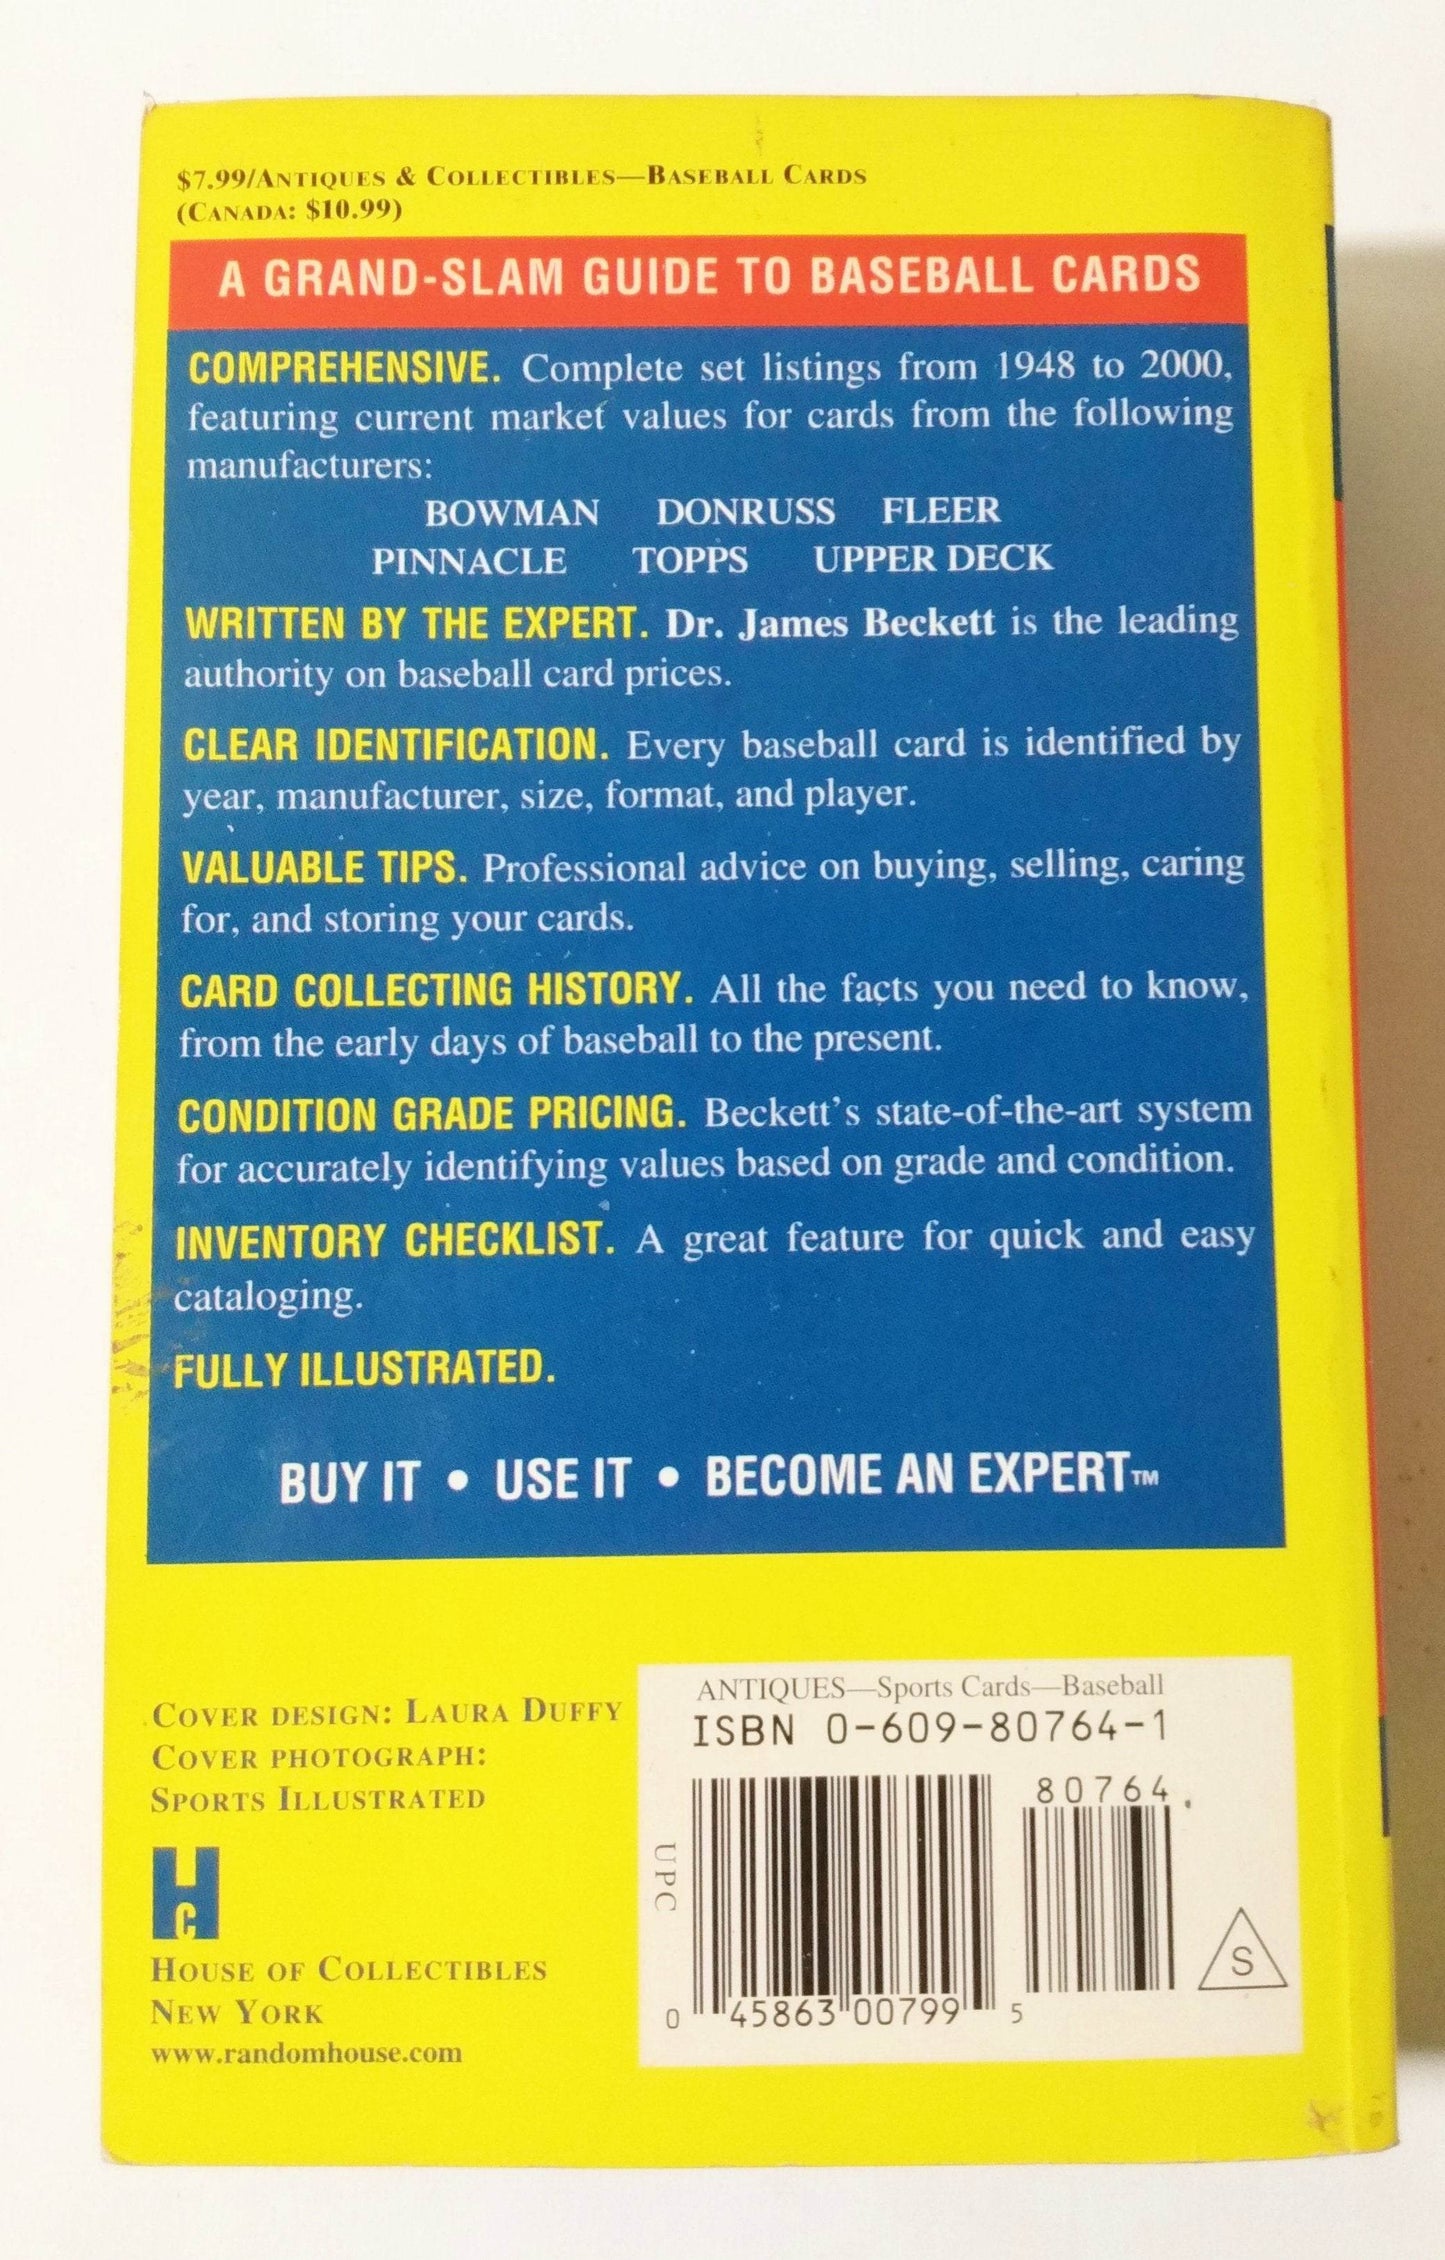 $7.99/Antiques & Collectibles—Baseball Cards
(Canada: $10.99)
A GRAND-SLAM GUIDE TO BASEBALL CARDS
COMPREHENSIVE. Complete set listings from 1948 to 2000,
featuring current market values for cards from the following
manufacturers:
BOWMAN DONRUSS FLEER
PINNACLE TOPPS UPPER DECK
WRITTEN BY THE EXPERT. Dr. James Beckett is the leading
authority on baseball card prices.
CLEAR IDENTIFICATION. Every baseball card is identified by
year, manufacturer, size, format, and player.
VALUABLE TIPS. Professional advice on buying, selling, caring
for, and storing your cards.
CARD COLLECTING HISTORY. All the facts you need to know,
from the early days of baseball to the present.
CONDITION GRADE PRICING. Beckett's state-of-the-art system
for accurately identifying values based on grade and condition.
INVENTORY CHECKLIST. A great feature for quick and easy
cataloging.
FULLY ILLUSTRATED.
BUY IT • USE IT • BECOME AN EXPERT™
Cover design: Laura Duffy
Cover photograph:
Sports Illustrated
HC
House of Collectibles
New York
www.randomhouse.com
ANTIQUES—Sports Cards—Baseball
ISBN 0-609-80764-1
80764
UPC
0 45863 00799 5
S